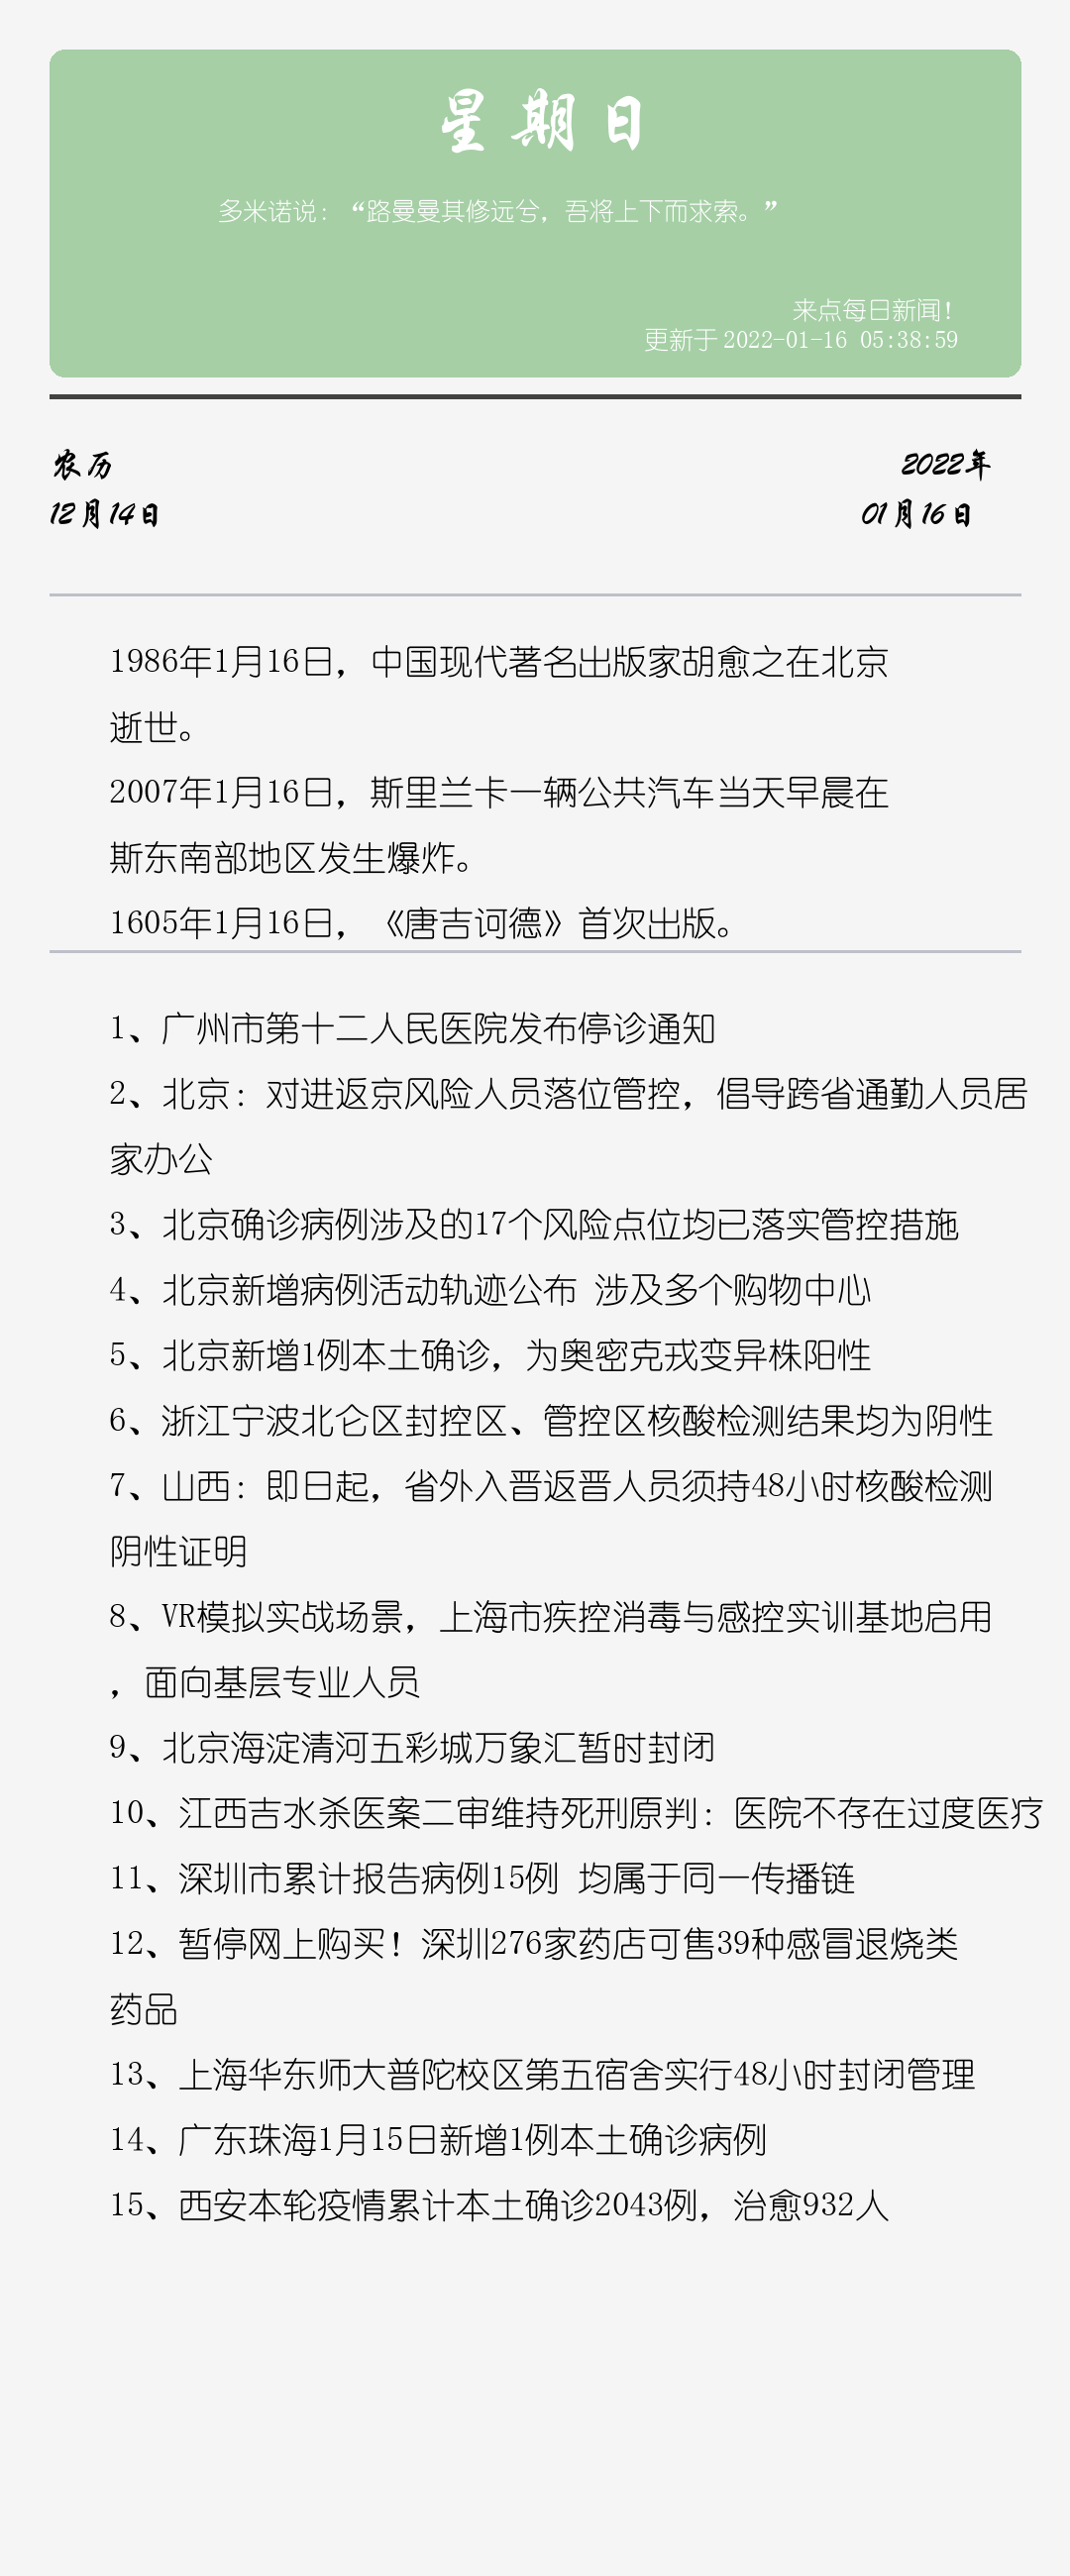 星期日
多米诺说：“路曼曼其修远兮，吾将上下而求索。”
来点每日新闻！
更新于 2022-01-16 05:38:59
农历
2022年
12月14日
01月16日
1986年1月16日，中国现代著名出版家胡愈之在北京
逝世。
2007年1月16日，斯里兰卡一辆公共汽车当天早晨在
斯东南部地区发生爆炸。
1605年1月16日，《唐吉诃德》首次出版。
1、广州市第十二人民医院发布停诊通知
2、北京：对进返京风险人员落位管控，倡导跨省通勤人员居
家办公
3、北京确诊病例涉及的17个风险点位均已落实管控措施
4、北京新增病例活动轨迹公布 涉及多个购物中心
5、北京新增1例本土确诊，为奥密克戎变异株阳性
6、浙江宁波北仑区封控区、管控区核酸检测结果均为阴性
7、山西：即日起，省外入晋返晋人员须持48小时核酸检测
阴性证明
8、VR模拟实战场景，上海市疾控消毒与感控实训基地启用
，面向基层专业人员
9、北京海淀清河五彩城万象汇暂时封闭
10、江西吉水杀医案二审维持死刑原判：医院不存在过度医疗
11、深圳市累计报告病例15例 均属于同一传播链
12、暂停网上购买！深圳276家药店可售39种感冒退烧类
药品
13、上海华东师大普陀校区第五宿舍实行48小时封闭管理
14、广东珠海1月15日新增1例本土确诊病例
15、西安本轮疫情累计本土确诊2043例，治愈932人